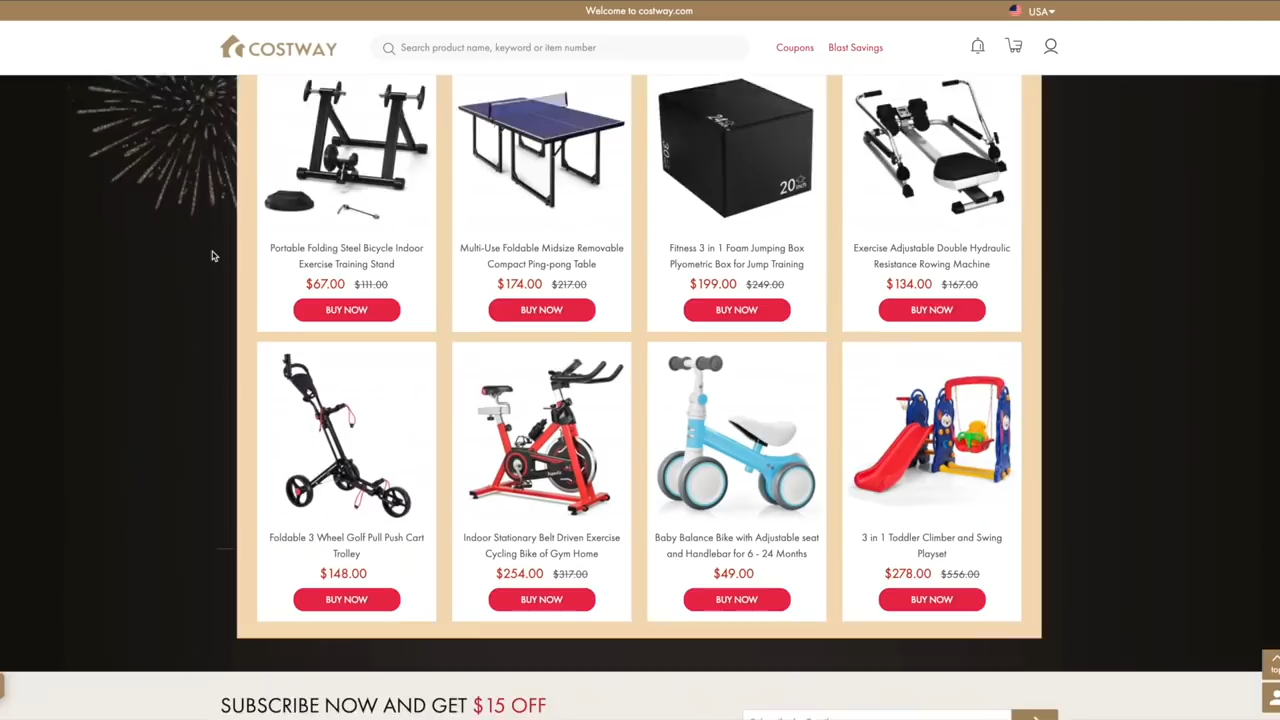 Welcome to costway.com
USA
COSTWAY
Search product name, keyword or item number
Coupons
Blast Savings
20 inch
Portable Folding Steel Bicycle Indoor
Exercise Training Stand
$67.00 $111.00
BUY NOW
Multi-Use Foldable Midsize Removable
Compact Ping-pong Table
$174.00 $217.00
BUY NOW
Fitness 3 in 1 Foam Jumping Box
Plyometric Box for Jump Training
$199.00 $249.00
BUY NOW
Exercise Adjustable Double Hydraulic
Resistance Rowing Machine
$134.00 $167.00
BUY NOW
Foldable 3 Wheel Golf Pull Push Cart
Trolley
$148.00
BUY NOW
Indoor Stationary Belt Driven Exercise
Cycling Bike of Gym Home
$254.00 $317.00
BUY NOW
Baby Balance Bike with Adjustable seat
and Handlebar for 6 - 24 Months
$49.00
BUY NOW
3 in 1 Toddler Climber and Swing
Playset
$278.00 $556.00
BUY NOW
top
SUBSCRIBE NOW AND GET $15 OFF